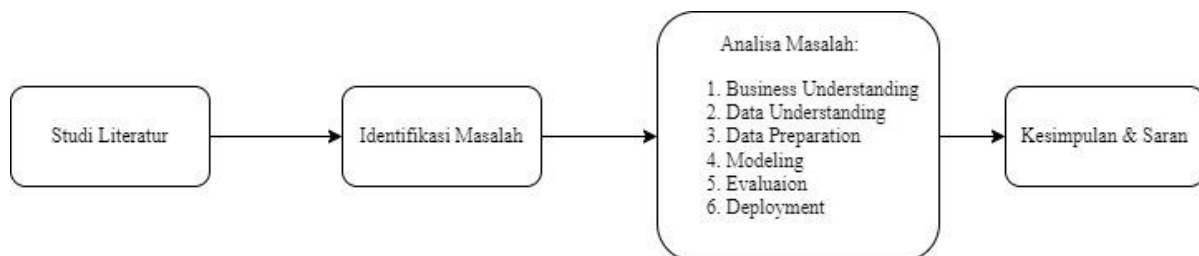 Studi Literatur
Identifikasi Masalah
Analisa Masalah:
1. Business Understanding
2. Data Understanding
3. Data Preparation
4. Modeling
5. Evaluaion
6. Deployment
Kesimpulan & Saran